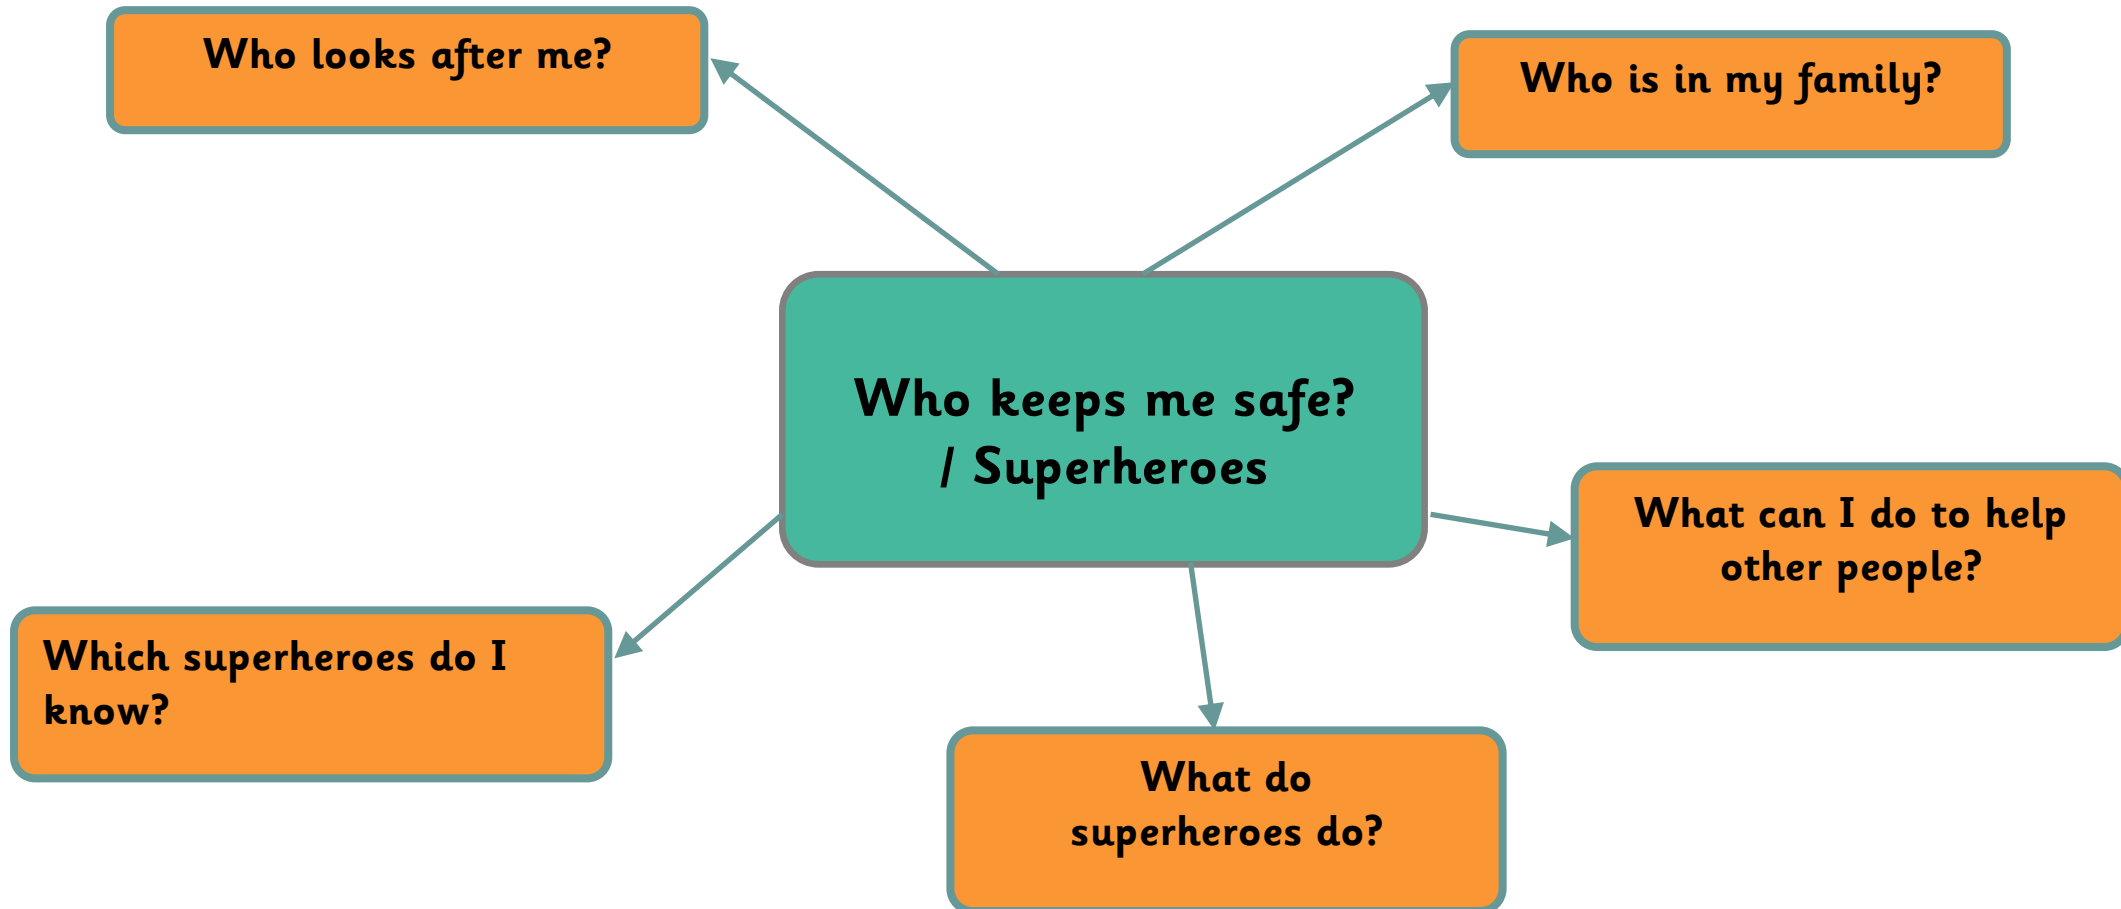 Who looks after me?
Who is in my family?
Who keeps me safe?
/ Superheroes
What can I do to help
other people?
Which superheroes do I
know?
What do
superheroes do?